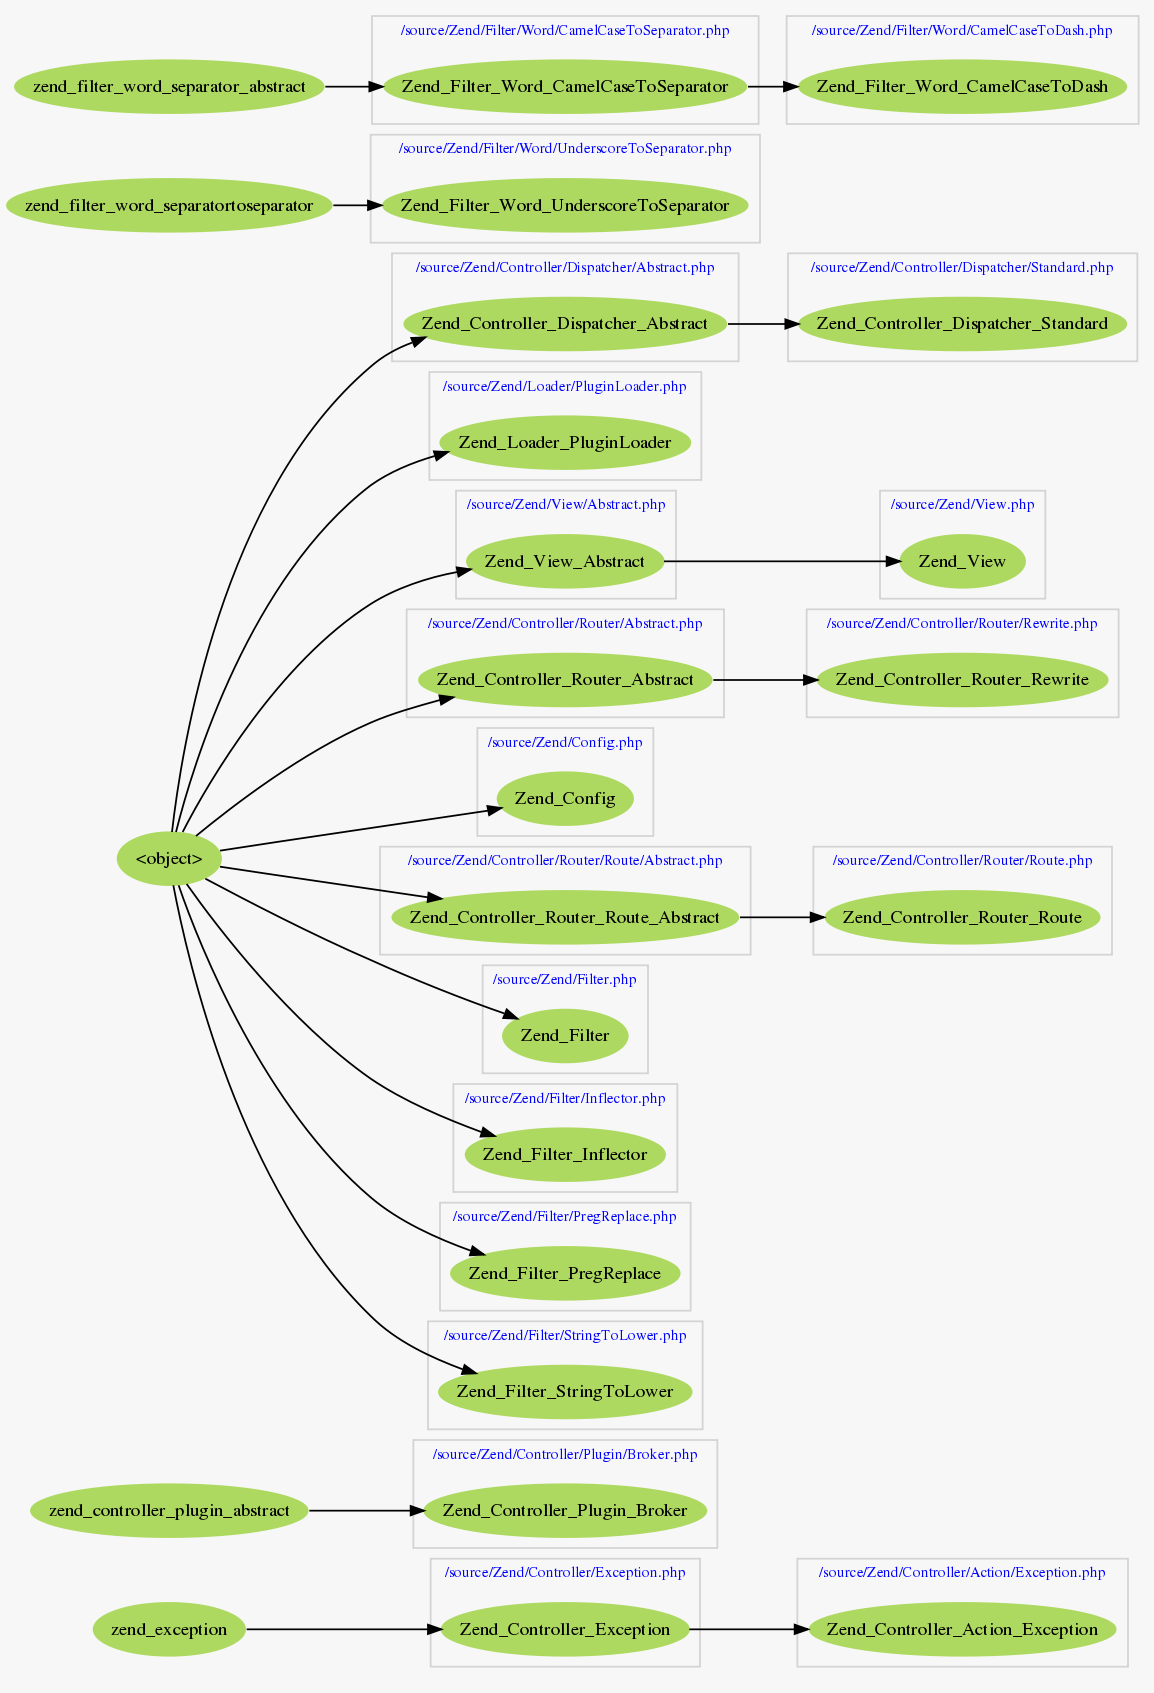 /source/Zend/Filter/Word/CamelCaseToSeparator.php
/source/Zend/Filter/Word/CamelCaseToDash.php
zend_filter_word_separator_abstract
Zend_Filter_Word_CamelCaseToSeparator
Zend_Filter_Word_CamelCaseToDash
/source/Zend/Filter/Word/UnderscoreToSeparator.php
zend_filter_word_separatortoseparator
Zend_Filter_Word_UnderscoreToSeparator
/source/Zend/Controller/Dispatcher/Abstract.php
/source/Zend/Controller/Dispatcher/Standard.php
Zend_Controller_Dispatcher_Abstract
Zend_Controller_Dispatcher_Standard
/source/Zend/Loader/PluginLoader.php
Zend_Loader_PluginLoader
/source/Zend/View/Abstract.php
/source/Zend/View.php
Zend_View_Abstract
Zend_View
/source/Zend/Controller/Router/Abstract.php
/source/Zend/Controller/Router/Rewrite.php
Zend_Controller_Router_Abstract
Zend_Controller_Router_Rewrite
/source/Zend/Config.php
Zend_Config
<object>
/source/Zend/Controller/Router/Route/Abstract.php
/source/Zend/Controller/Router/Route.php
Zend_Controller_Router_Route_Abstract
Zend_Controller_Router_Route
/source/Zend/Filter.php
Zend_Filter
/source/Zend/Filter/Inflector.php
Zend_Filter_Inflector
/source/Zend/Filter/PregReplace.php
Zend_Filter_PregReplace
/source/Zend/Filter/StringToLower.php
Zend_Filter_StringToLower
/source/Zend/Controller/Plugin/Broker.php
zend_controller_plugin_abstract
Zend_Controller_Plugin_Broker
/source/Zend/Controller/Exception.php
/source/Zend/Controller/Action/Exception.php
zend_exception
Zend_Controller_Exception
Zend_Controller_Action_Exception